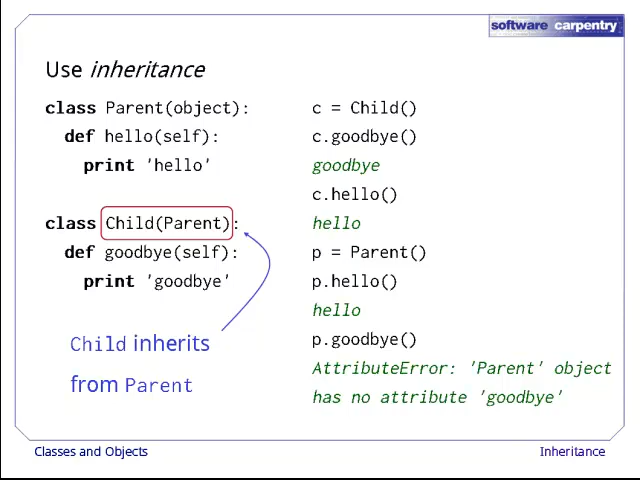 software carpentry
Use inheritance
class Parent(object):
def hello(self):
print 'hello'
class Child(Parent):
def goodbye(self):
print 'goodbye'
Child inherits
from Parent
c = Child()
c.goodbye()
goodbye
c.hello()
hello
p = Parent()
p.hello()
hello
p.goodbye()
AttributeError: 'Parent' object
has no attribute 'goodbye'
Classes and Objects
Inheritance